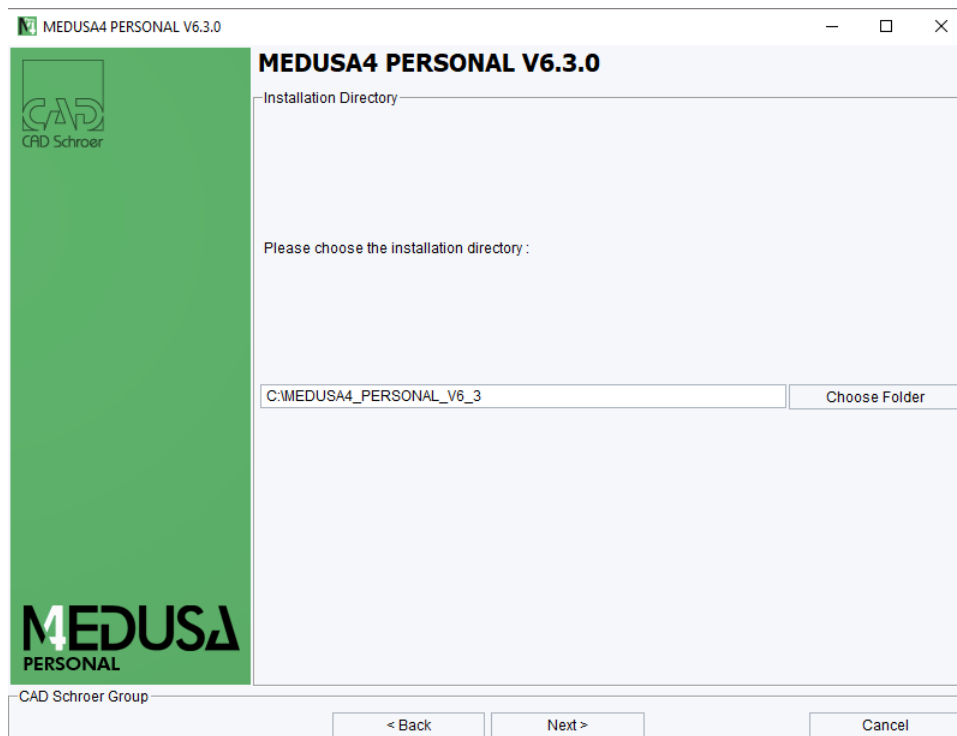 MEDUSA4 PERSONAL V6.3.0
CAD
CAD Schroer
MEDUSA4 PERSONAL V6.3.0
Installation Directory
Please choose the installation directory :
C:\MEDUSA4_PERSONAL_V6_3
Choose Folder
M4EDUSA
PERSONAL
CAD Schroer Group
< Back
Next >
Cancel